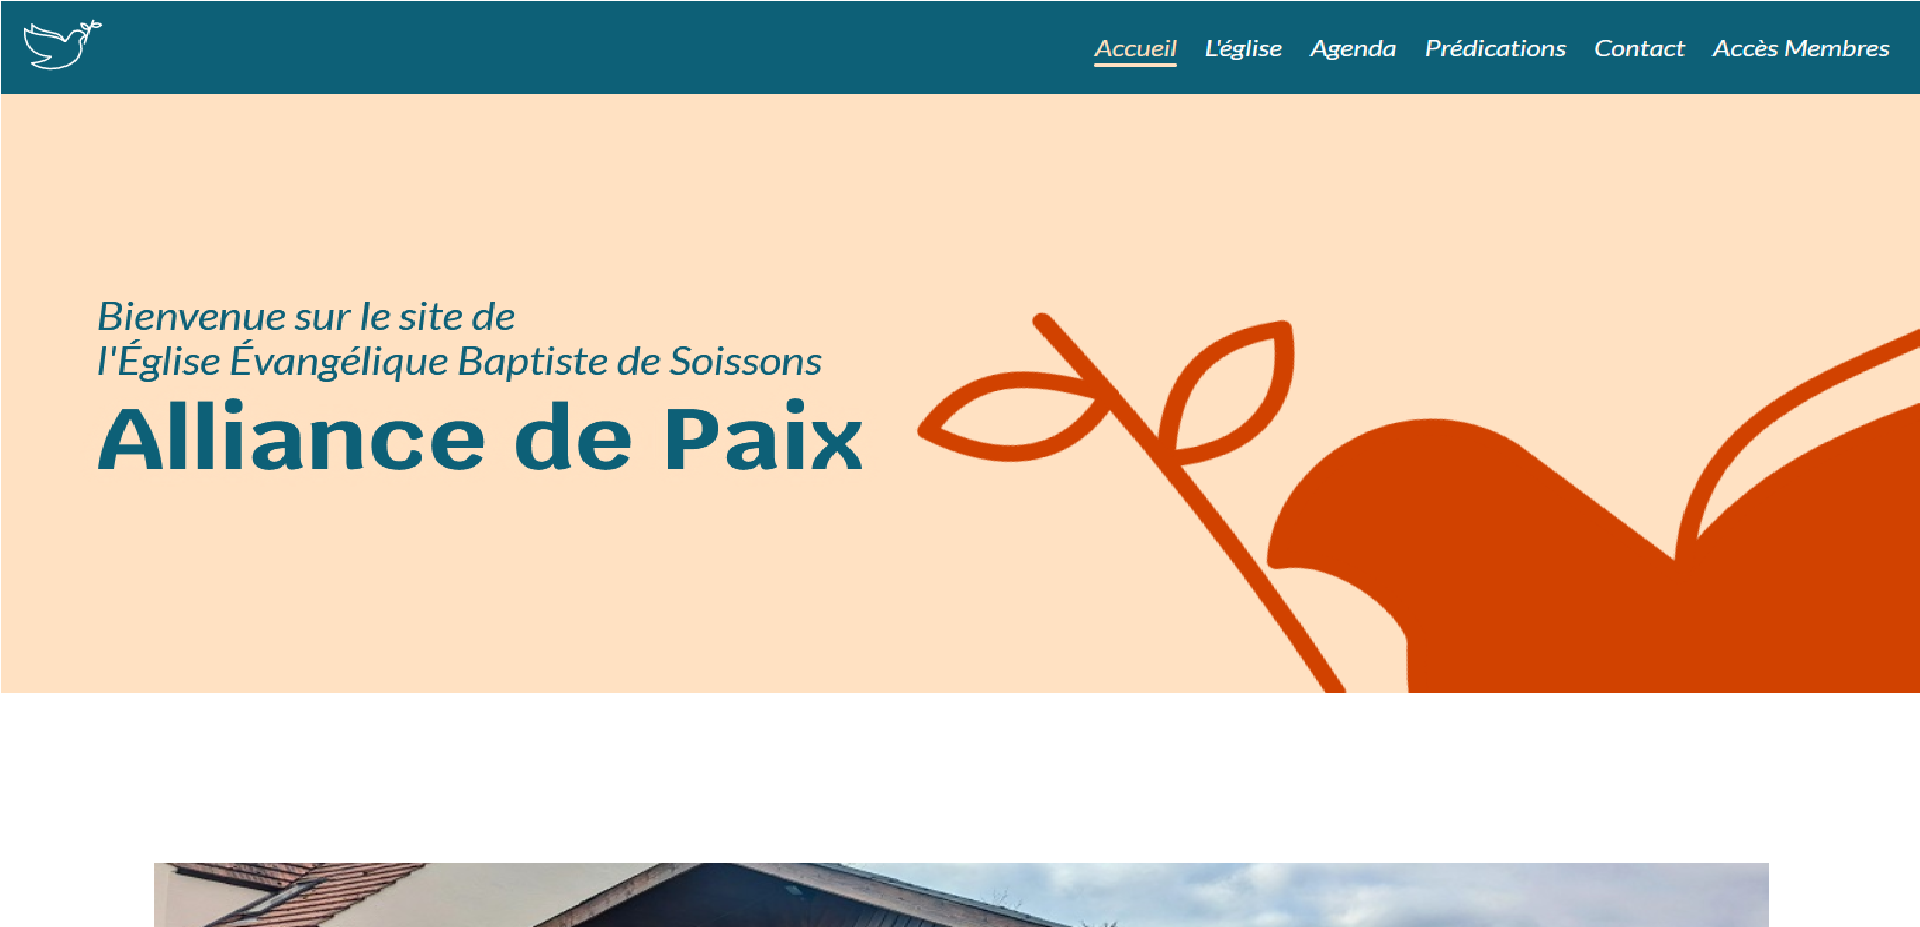 Accueil L'église Agenda Prédications Contact Accès Membres
Bienvenue sur le site de
l'Église Évangélique Baptiste de Soissons
Alliance de Paix